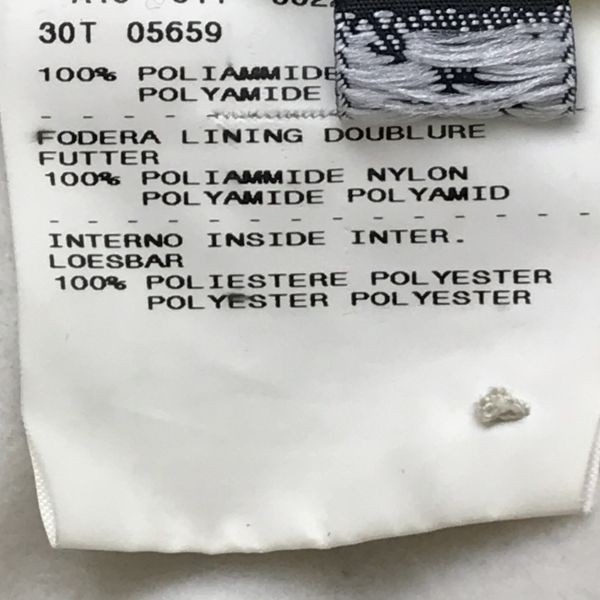 30T 05659
100% POLIAMMIDE
POLYAMIDE
FODERA LINING DOUBLURE
FUTTER
100% POLIAMMIDE NYLON
POLYAMIDE POLYAMID
INTERNO INSIDE INTER.
LOESBAR
100% POLIESTERE POLYESTER
POLYESTER POLYESTER